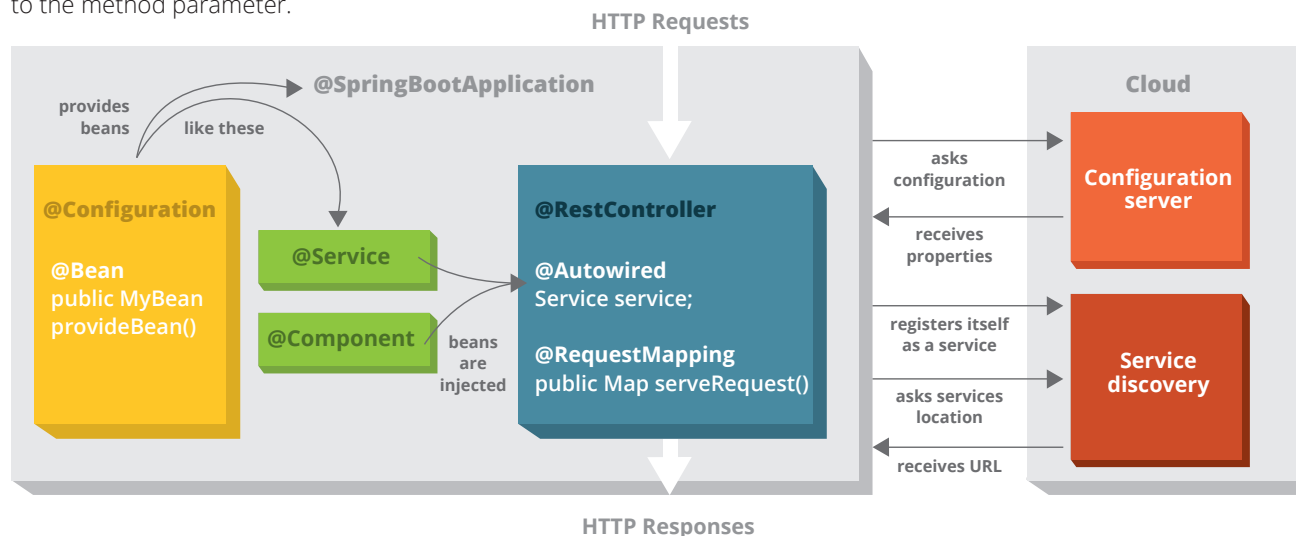 to the method parameter.
HTTP Requests
@SpringBootApplication
provides
beans
like these
@Configuration
@Bean
public MyBean
provideBean()
@Service
@Component
beans
are
injected
@RestController
@Autowired
Service service;
@RequestMapping
public Map serveRequest()
asks
configuration
receives
properties
registers itself
as a service
asks services
location
receives URL
Cloud
Configuration
server
Service
discovery
HTTP Responses